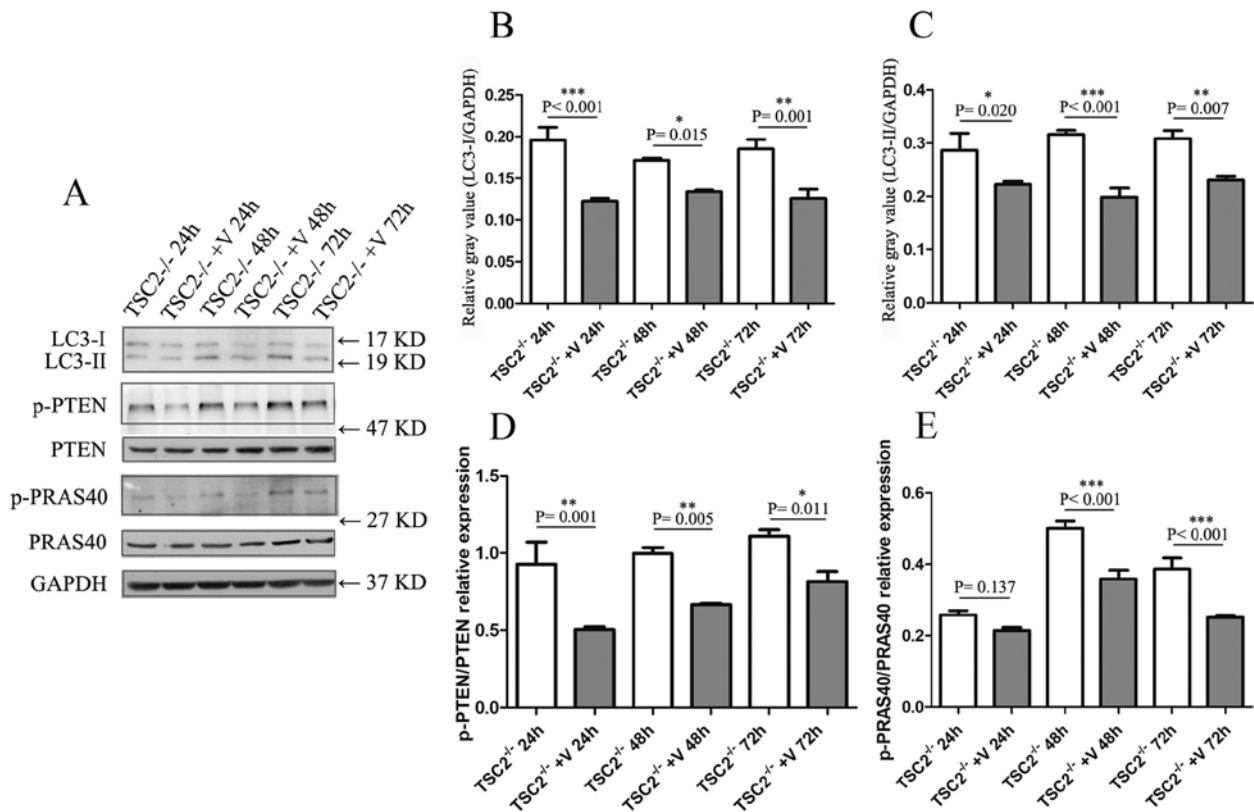 A
TSC2-/- 24h
TSC2-/- +V 24h
TSC2-/- 48h
TSC2-/- +V 48h
TSC2-/- 72h
TSC2-/- +V 72h
LC3-I
← 17 KD
LC3-II
← 19 KD
p-PTEN
← 47 KD
PTEN
p-PRAS40
← 27 KD
PRAS40
GAPDH
← 37 KD
B
Relative gray value (LC3-I/GAPDH)
0.25
0.20
0.15
0.10
0.05
0.00
***
P< 0.001
*
P= 0.015
**
P= 0.001
TSC2-/- 24h
TSC2-/- +V 24h
TSC2-/- 48h
TSC2-/- +V 48h
TSC2-/- 72h
TSC2-/- +V 72h
C
Relative gray value (LC3-II/GAPDH)
0.4
0.3
0.2
0.1
0.0
*
P= 0.020
***
P< 0.001
**
P= 0.007
TSC2-/- 24h
TSC2-/- +V 24h
TSC2-/- 48h
TSC2-/- +V 48h
TSC2-/- 72h
TSC2-/- +V 72h
D
p-PTEN/PTEN relative expression
1.5
1.0
0.5
0.0
**
P= 0.001
**
P= 0.005
*
P= 0.011
TSC2-/- 24h
TSC2-/- +V 24h
TSC2-/- 48h
TSC2-/- +V 48h
TSC2-/- 72h
TSC2-/- +V 72h
E
p-PRAS40/PRAS40 relative expression
0.6
0.4
0.2
0.0
P= 0.137
***
P< 0.001
***
P< 0.001
TSC2-/- 24h
TSC2-/- +V 24h
TSC2-/- 48h
TSC2-/- +V 48h
TSC2-/- 72h
TSC2-/- +V 72h